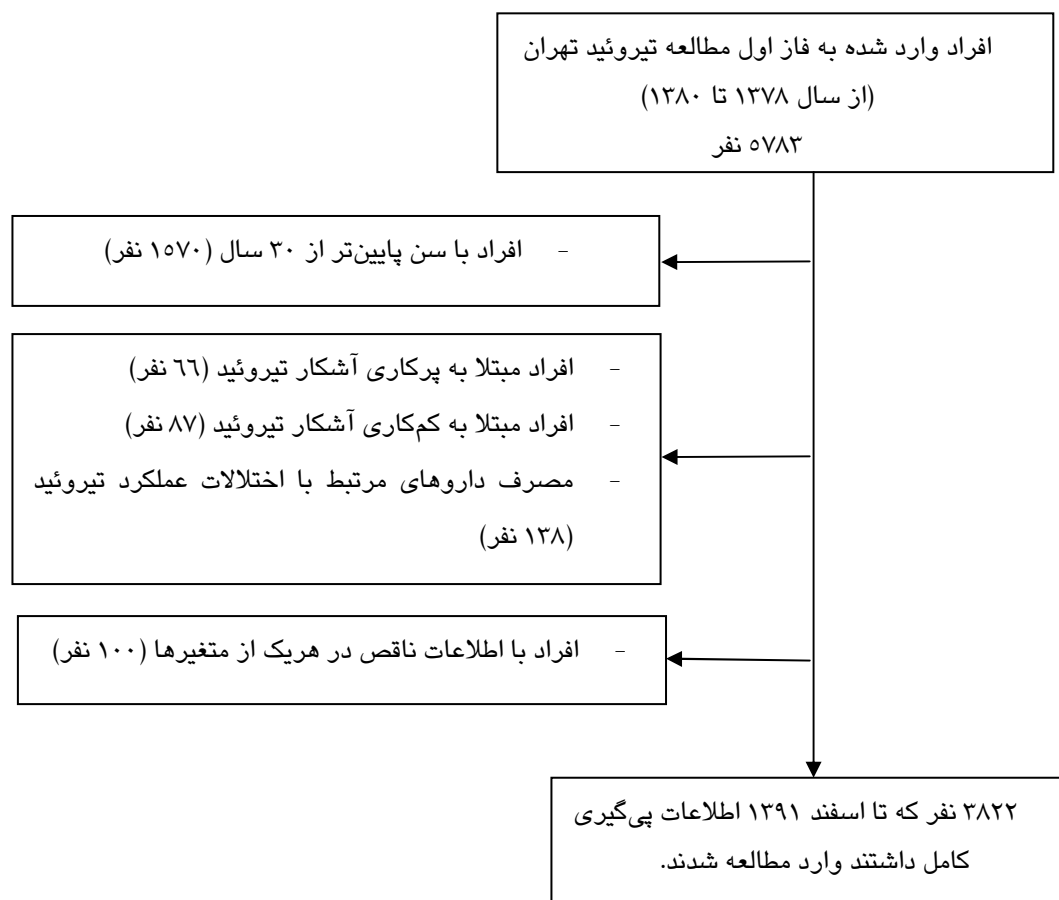 افراد وارد شده به فاز اول مطالعه تیروئید تهران
(از سال ۱۳۷۸ تا ۱۳۸۰)
۵۷۸۳ نفر
- افراد با سن پایین‌تر از ۳۰ سال (۱۵۷۰ نفر)
- افراد مبتلا به پرکاری آشکار تیروئید (۶۶ نفر)
- افراد مبتلا به کم‌کاری آشکار تیروئید (۸۷ نفر)
- مصرف داروهای مرتبط با اختلالات عملکرد تیروئید
(۱۳۸ نفر)
- افراد با اطلاعات ناقص در هریک از متغیرها (۱۰۰ نفر)
۳۸۲۲ نفر که تا اسفند ۱۳۹۱ اطلاعات پی‌گیری
کامل داشتند وارد مطالعه شدند.